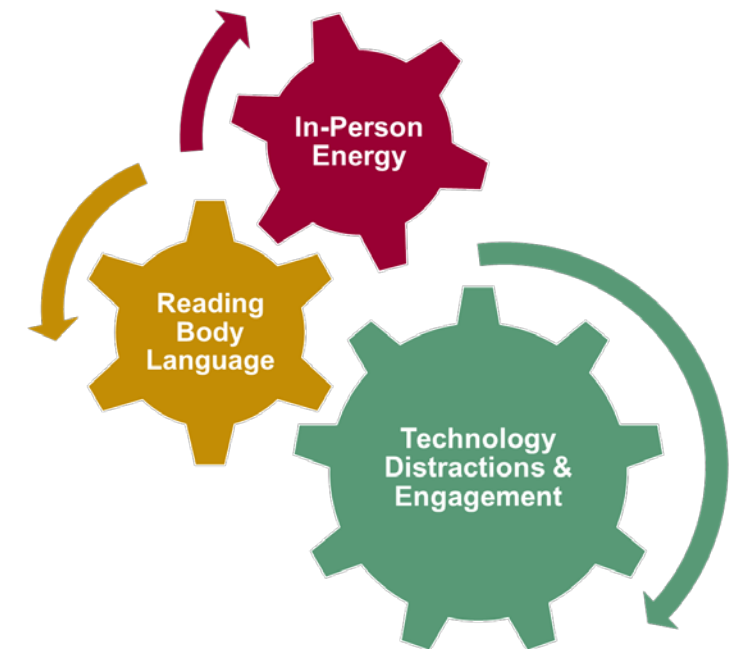 In-Person
Energy
Reading
Body
Language
Technology
Distractions &
Engagement